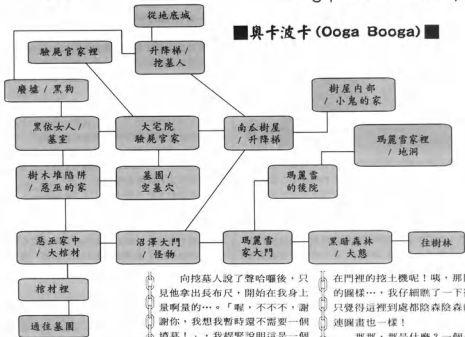 ■奧卡波卡 (Ooga Booga) ■
從地底城
驗屍官家裡
升降梯 /
挖墓人
廢墟 / 黑狗
樹屋內部
/ 小鬼的家
黑依女人 /
墓室
大宅院
驗屍官家
南瓜樹屋
/ 升降梯
瑪麗雪家裡
/ 地洞
樹木堆陷阱
/ 惡巫的家
墓園 /
空墓穴
瑪麗雪
的後院
惡巫家中
/ 大棺材
沼澤大門
/ 怪物
瑪麗雪
家大門
黑暗森林
/ 大態
往樹林
棺材裡
通往墓園
向挖墓人說了聲哈囉後,只
見他拿出長布尺,開始在我身上
量啊量的…。「喔,不不不,謝
謝你,我想我暫時還不需要一個
在門裡的挖土機呢!咦,那
的圖樣…,我仔細瞧了一下
只覺得這裡到處都陰森陰森
連圖畫也一樣!